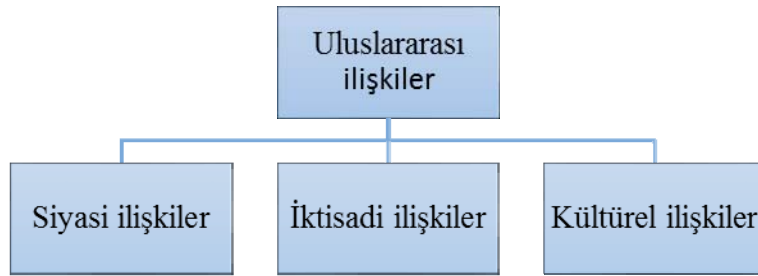 Uluslararası
ilişkiler
Siyasi ilişkiler
İktisadi ilişkiler
Kültürel ilişkiler